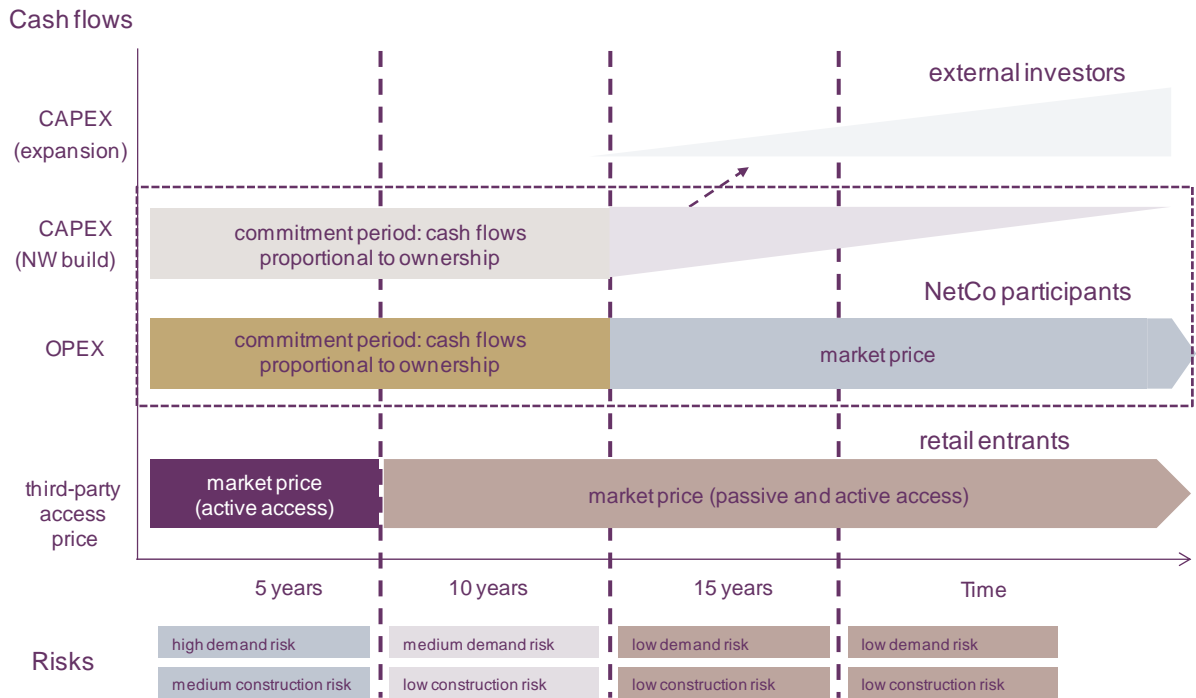 Cash flows
external investors
CAPEX
(expansion)
CAPEX
(NW build)
commitment period: cash flows
proportional to ownership
NetCo participants
OPEX
commitment period: cash flows
proportional to ownership
market price
retail entrants
third-party
access
price
market price
(active access)
market price (passive and active access)
5 years
10 years
15 years
Time
Risks
high demand risk
medium demand risk
low demand risk
low demand risk
medium construction risk
low construction risk
low construction risk
low construction risk